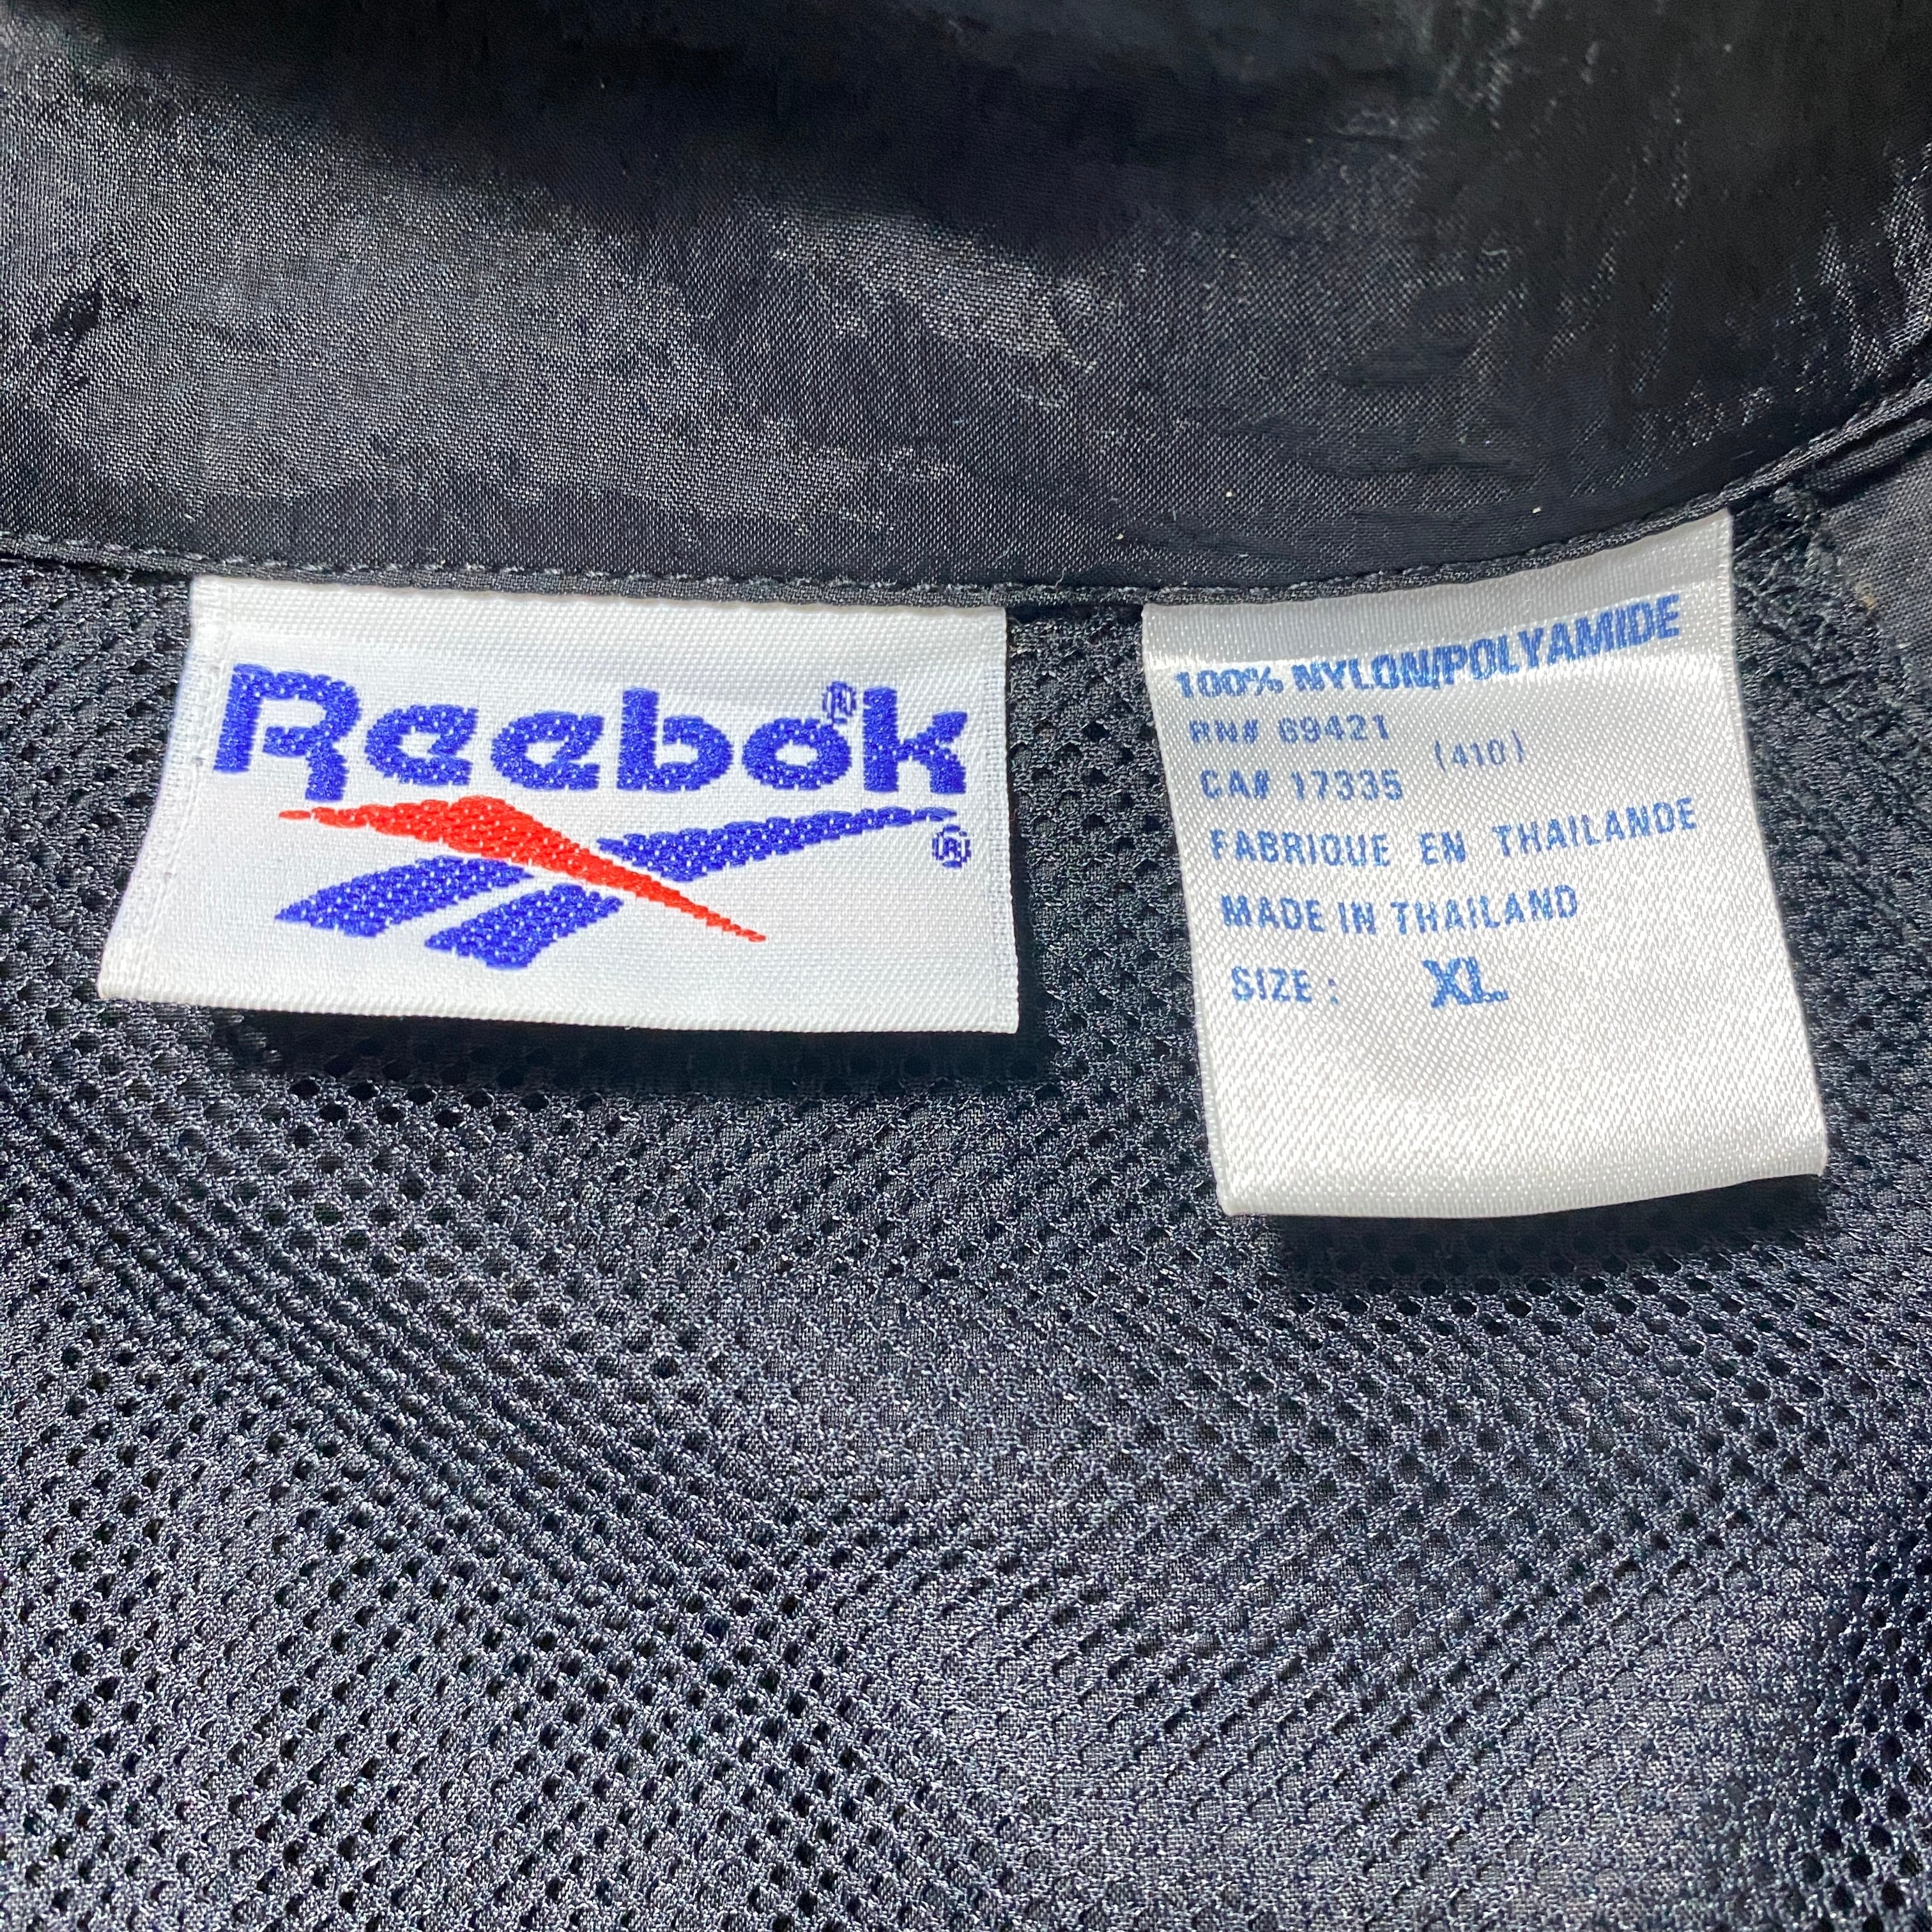 Reebok®
®
100% NYLON/POLYAMIDE
RN# 69421
(410)
CA# 17335
FABRIQUE EN THAILANDE
MADE IN THAILAND
SIZE : XL